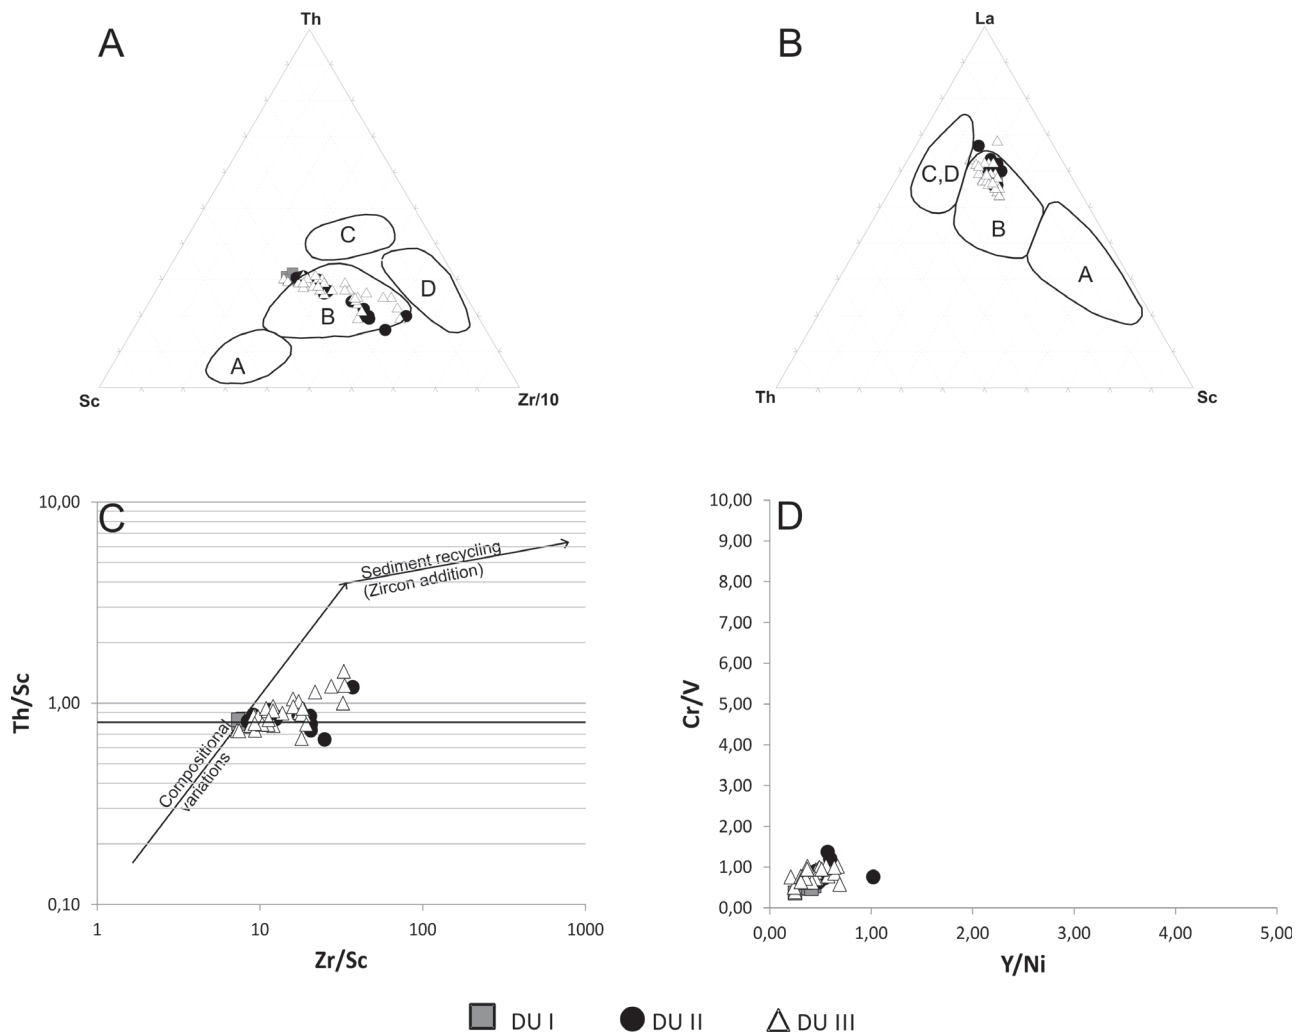 A
Th
C
D
B
A
Sc
Zr/10
B
La
C,D
B
A
Th
Sc
C
10,00
1,00
0,10
Th/Sc
Sediment recycling
(Zircon addition)
Compositional
variations
1
10
100
1000
Zr/Sc
D
10,00
9,00
8,00
7,00
6,00
5,00
4,00
3,00
2,00
1,00
0,00
Cr/V
0,00
1,00
2,00
3,00
4,00
5,00
Y/Ni
DU I
DU II
DU III